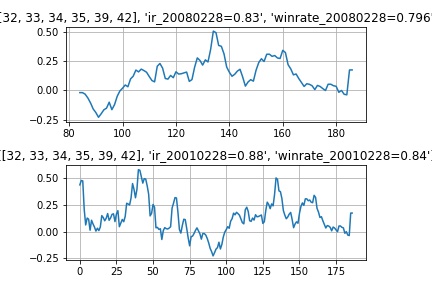 [32, 33, 34, 35, 39, 42], 'ir_20080228=0.83', 'winrate_20080228=0.796'
0.50
0.25
0.00
−0.25
80 100 120 140 160 180
[[32, 33, 34, 35, 39, 42], 'ir_20010228=0.88', 'winrate_20010228=0.84']
0.50
0.25
0.00
−0.25
0 25 50 75 100 125 150 175